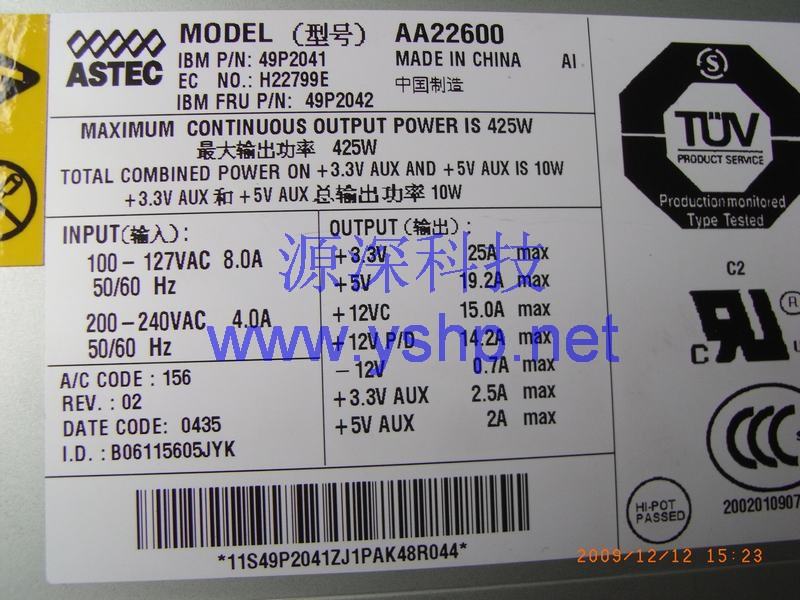 ASTEC
MODEL (型号) AA22600
IBM P/N: 49P2041 MADE IN CHINA AI
EC NO.: H22799E 中国制造
IBM FRU P/N: 49P2042
MAXIMUM CONTINUOUS OUTPUT POWER IS 425W
最大输出功率 425W
TOTAL COMBINED POWER ON +3.3V AUX AND +5V AUX IS 10W
+3.3V AUX 和 +5V AUX 总输出功率 10W
INPUT(输入):
100-127VAC 8.0A
50/60 Hz
200-240VAC 4.0A
50/60 Hz
A/C CODE : 156
REV. : 02
DATE CODE: 0435
I.D. : B06115605JYK
OUTPUT (输出):
+3.3V 25A max
+5V 19.2A max
+12VC 15.0A max
+12V P/D 14.2A max
-12V 0.7A max
+3.3V AUX 2.5A max
+5V AUX 2A max
源深科技
www.yshp.net
*11S49P2041ZJ1PAK48R044*
S
TÜV
PRODUCT SERVICE
Production monitored
Type Tested
C2
C
R
CCC
2002010907
HI-POT
PASSED
2009/12/12 15:23